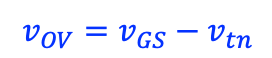 v_OV = v_GS − v_tn